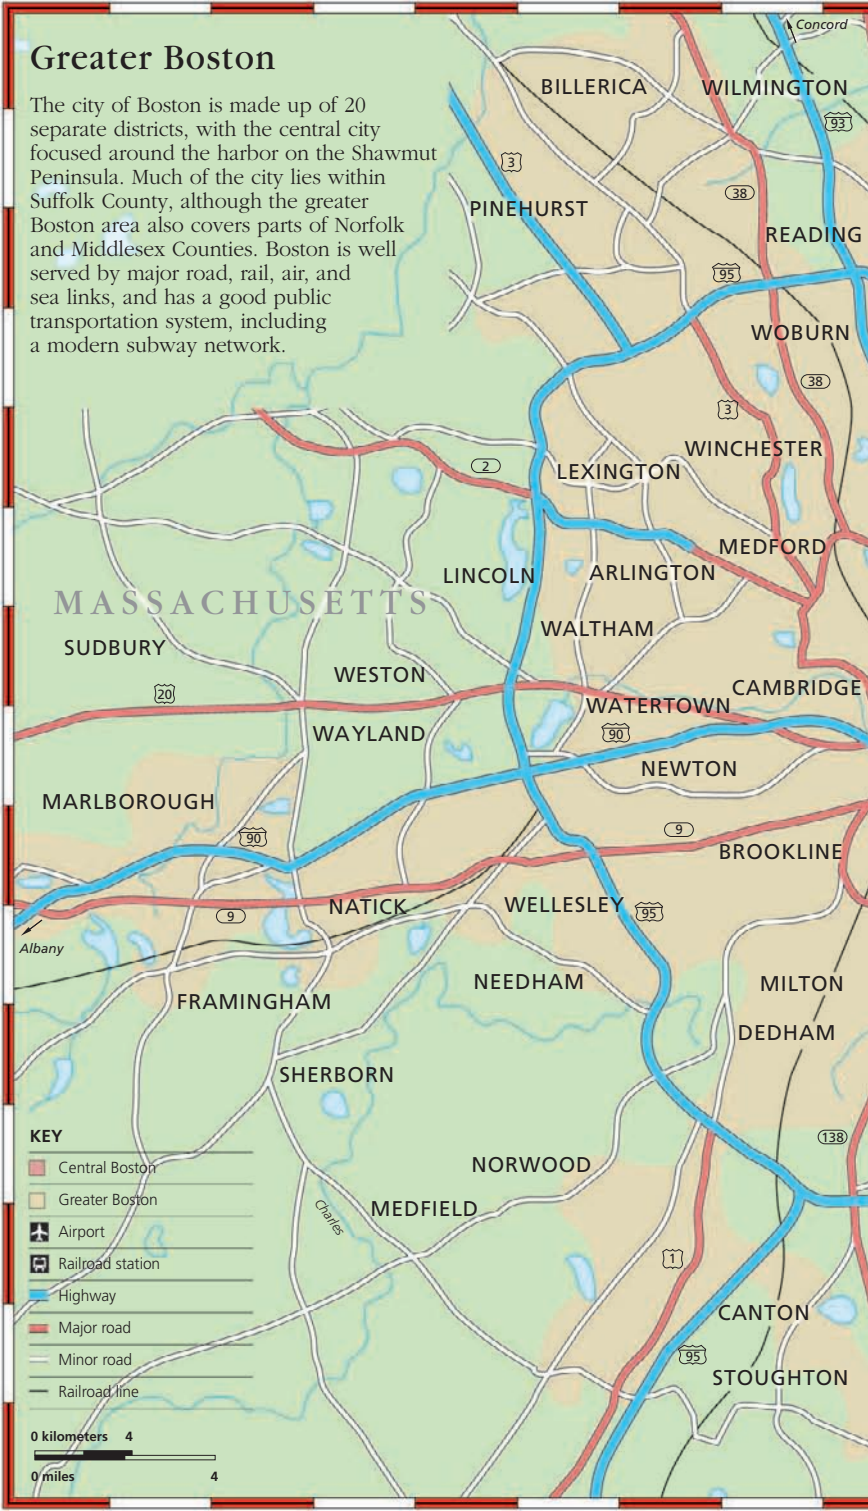 Greater Boston
The city of Boston is made up of 20
separate districts, with the central city
focused around the harbor on the Shawmut
Peninsula. Much of the city lies within
Suffolk County, although the greater
Boston area also covers parts of Norfolk
and Middlesex Counties. Boston is well
served by major road, rail, air, and
sea links, and has a good public
transportation system, including
a modern subway network.
Concord
BILLERICA
WILMINGTON
93
3
38
PINEHURST
READING
95
WOBURN
38
3
WINCHESTER
2
LEXINGTON
MEDFORD
LINCOLN
ARLINGTON
MASSACHUSETTS
WALTHAM
SUDBURY
WESTON
CAMBRIDGE
20
WATERTOWN
WAYLAND
90
NEWTON
MARLBOROUGH
90
9
BROOKLINE
NATICK
WELLESLEY
95
9
Albany
NEEDHAM
MILTON
FRAMINGHAM
DEDHAM
SHERBORN
138
NORWOOD
MEDFIELD
Charles
1
CANTON
95
STOUGHTON
KEY
Central Boston
Greater Boston
Airport
Railroad station
Highway
Major road
Minor road
Railroad line
0 kilometers 4
0 miles 4